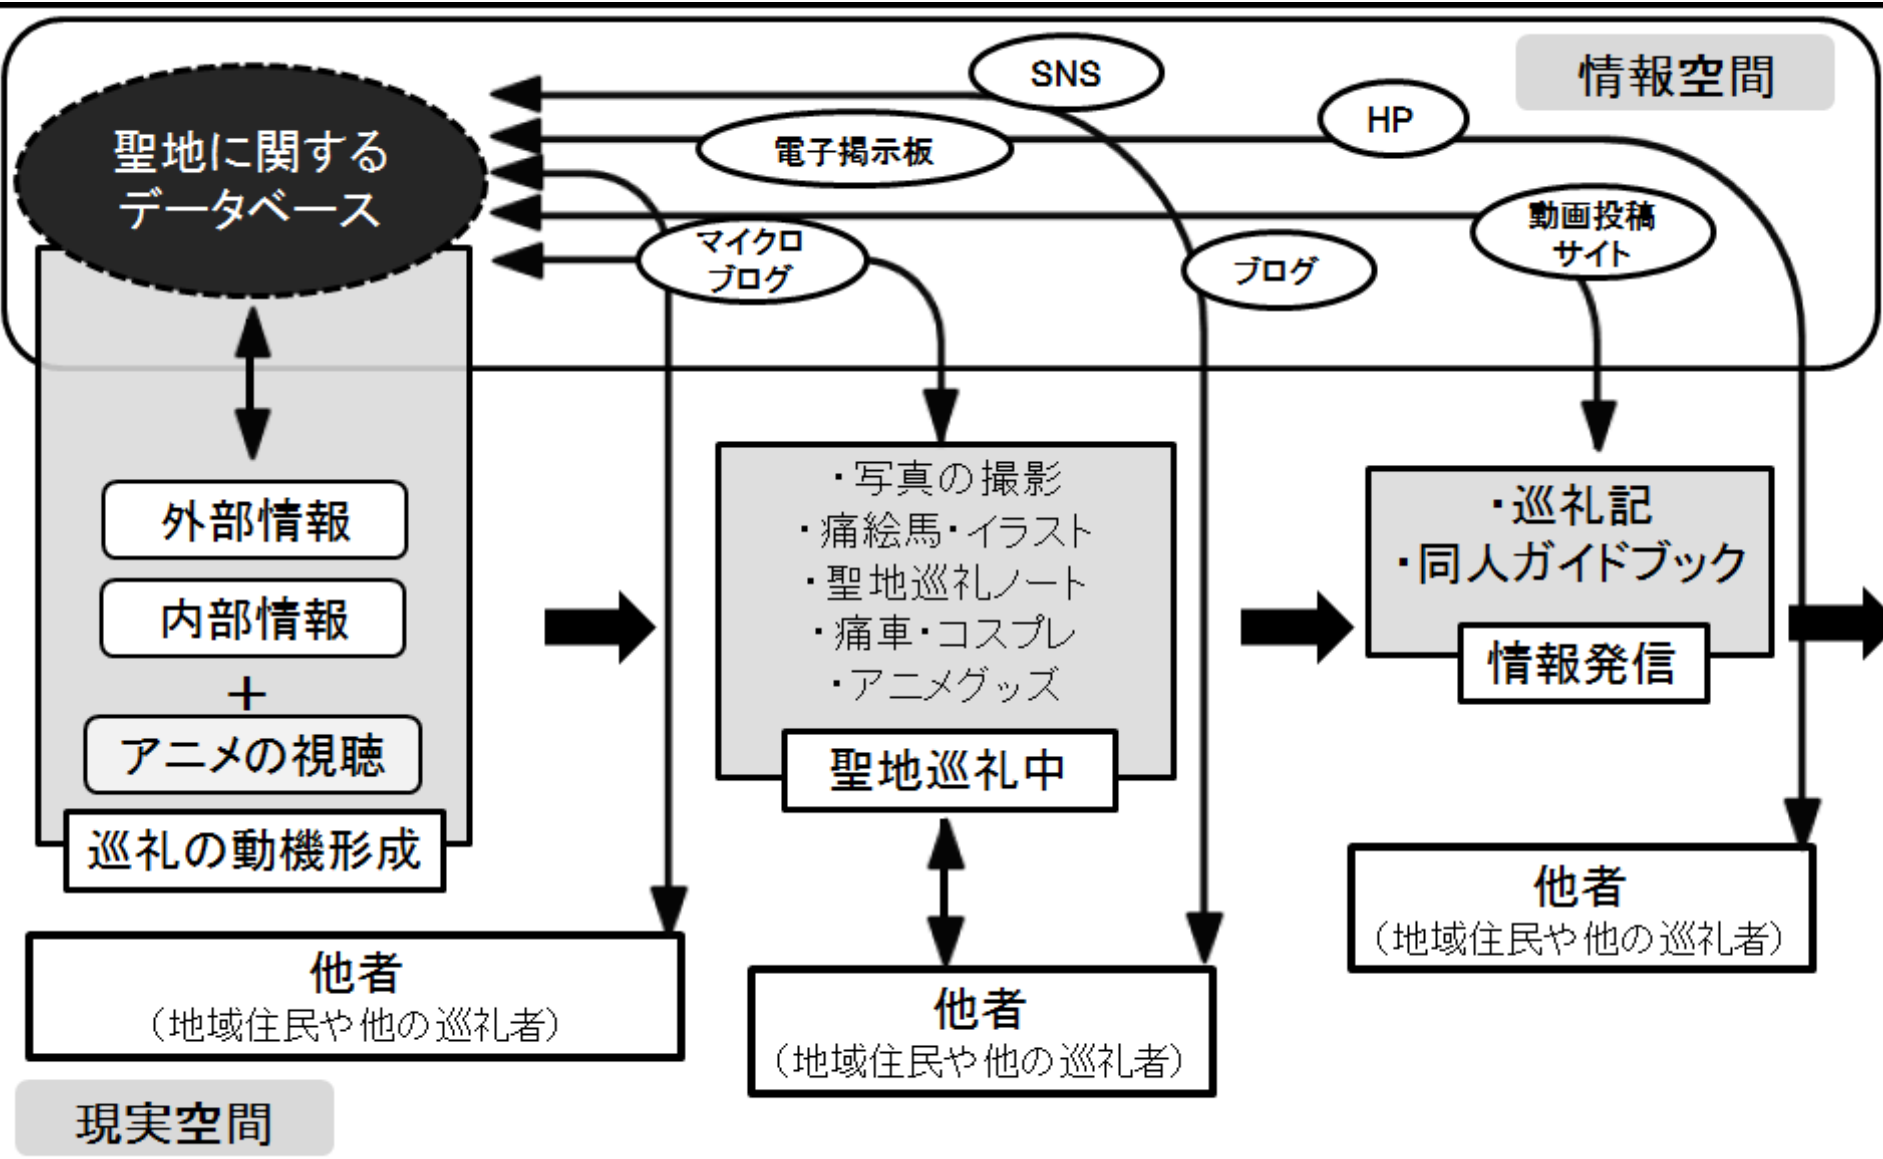 情報空間
SNS
HP
電子掲示板
聖地に関する
データベース
マイクロ
ブログ
ブログ
動画投稿
サイト
外部情報
内部情報
+
アニメの視聴
巡礼の動機形成
・写真の撮影
・痛絵馬・イラスト
・聖地巡礼ノート
・痛車・コスプレ
・アニメグッズ
聖地巡礼中
・巡礼記
・同人ガイドブック
情報発信
他者
（地域住民や他の巡礼者）
他者
（地域住民や他の巡礼者）
他者
（地域住民や他の巡礼者）
現実空間